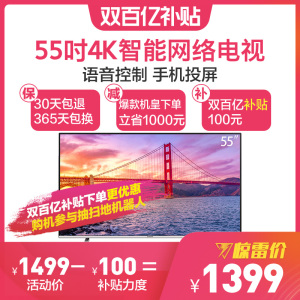 双百亿补贴
55吋4K智能网络电视
语音控制 手机投屏
保 减 补
30天包退 爆款机皇下单 双百亿补贴
365天包换 立省1000元 100元
55"
双百亿补贴下单更优惠
购机参与抽扫地机器人
¥1499— ¥100= 惊雷价
活动价 补贴力度 ¥1399